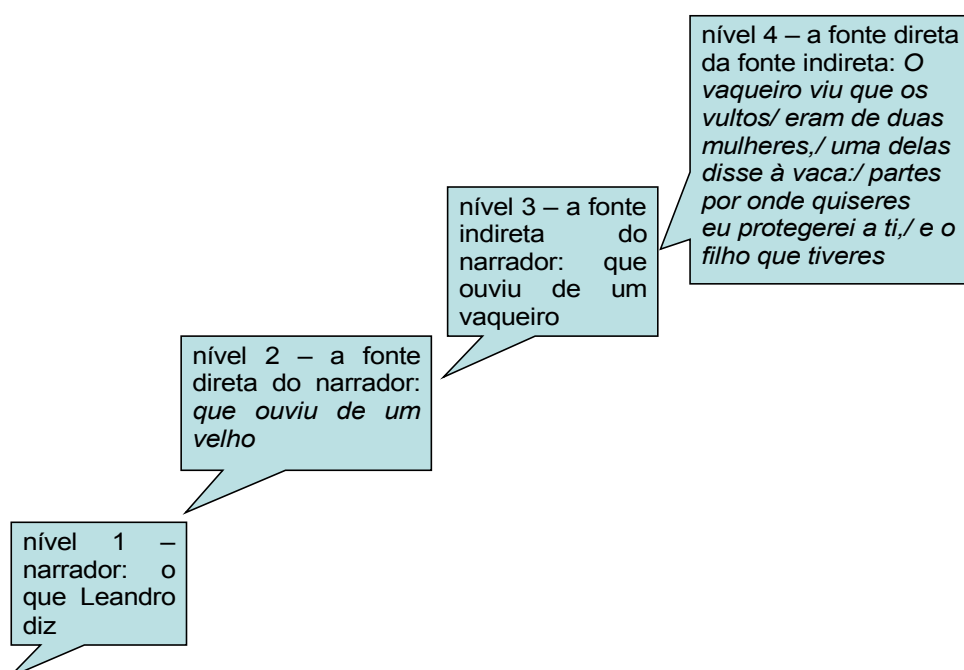 nível 4 – a fonte direta
da fonte indireta: O
vaqueiro viu que os
vultos/ eram de duas
mulheres,/ uma delas
disse à vaca:/ partes
por onde quiseres
eu protegerei a ti,/ e o
filho que tiveres
nível 3 – a fonte
indireta do
narrador: que
ouviu de um
vaqueiro
nível 2 – a fonte
direta do narrador:
que ouviu de um
velho
nível 1 –
narrador: o
que Leandro
diz